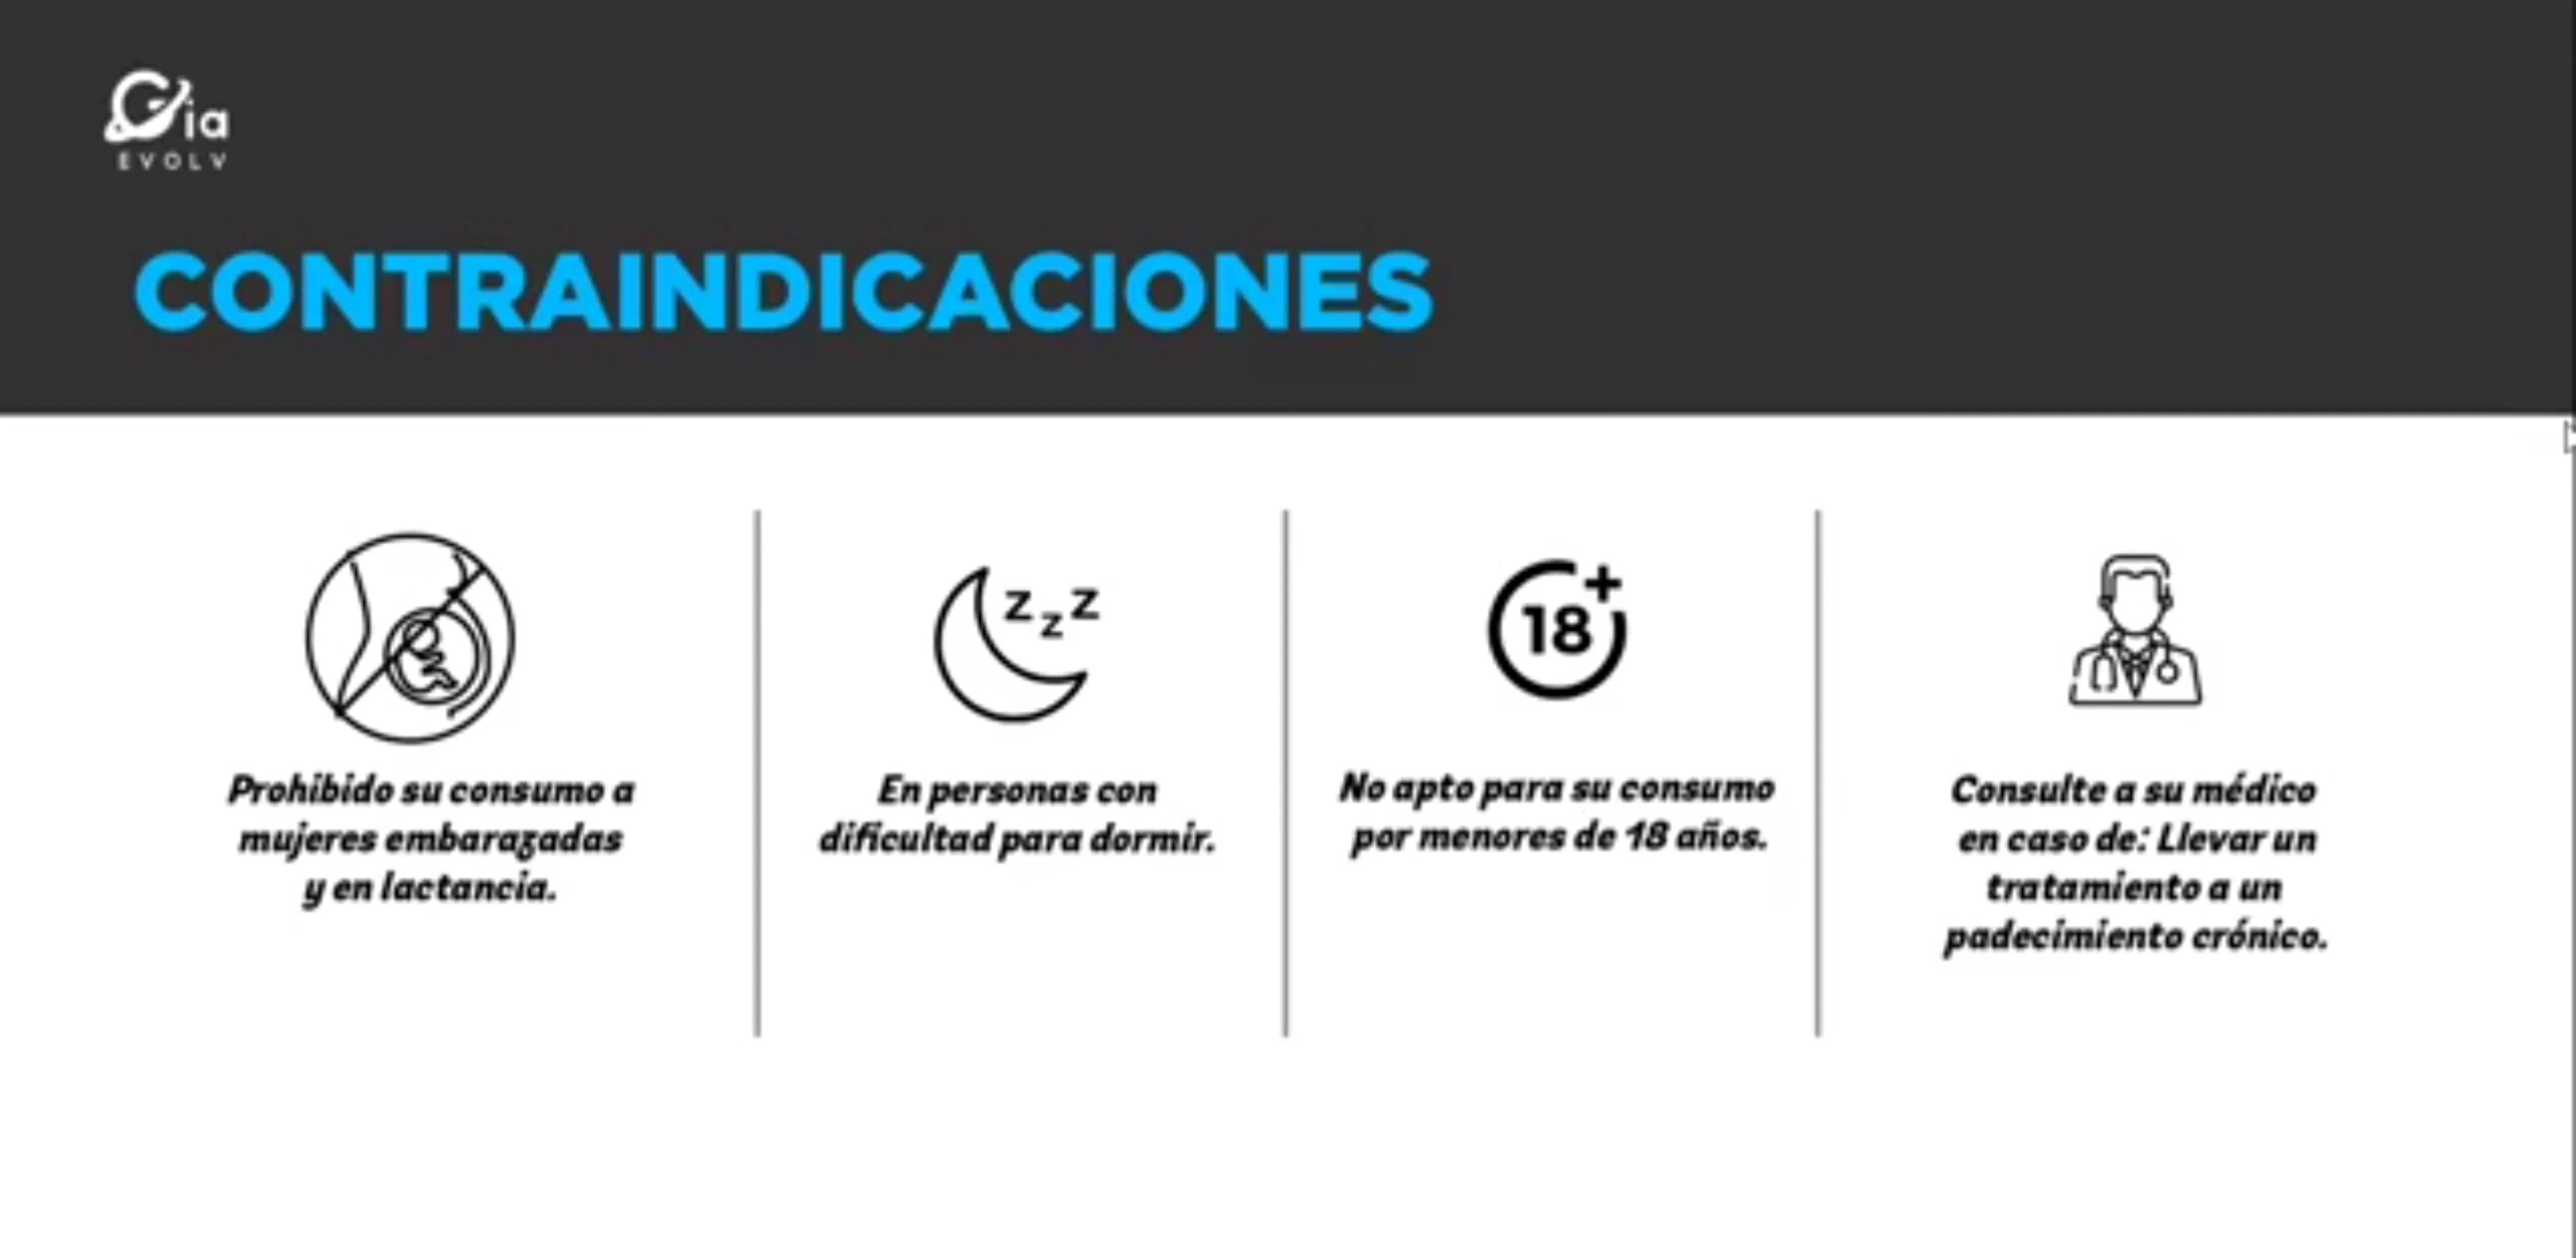 Gia
EVOLV
CONTRAINDICACIONES
z z z
Prohibido su consumo a
mujeres embarazadas
y en lactancia.
En personas con
dificultad para dormir.
18+
No apto para su consumo
por menores de 18 años.
Consulte a su médico
en caso de: Llevar un
tratamiento a un
padecimiento crónico.